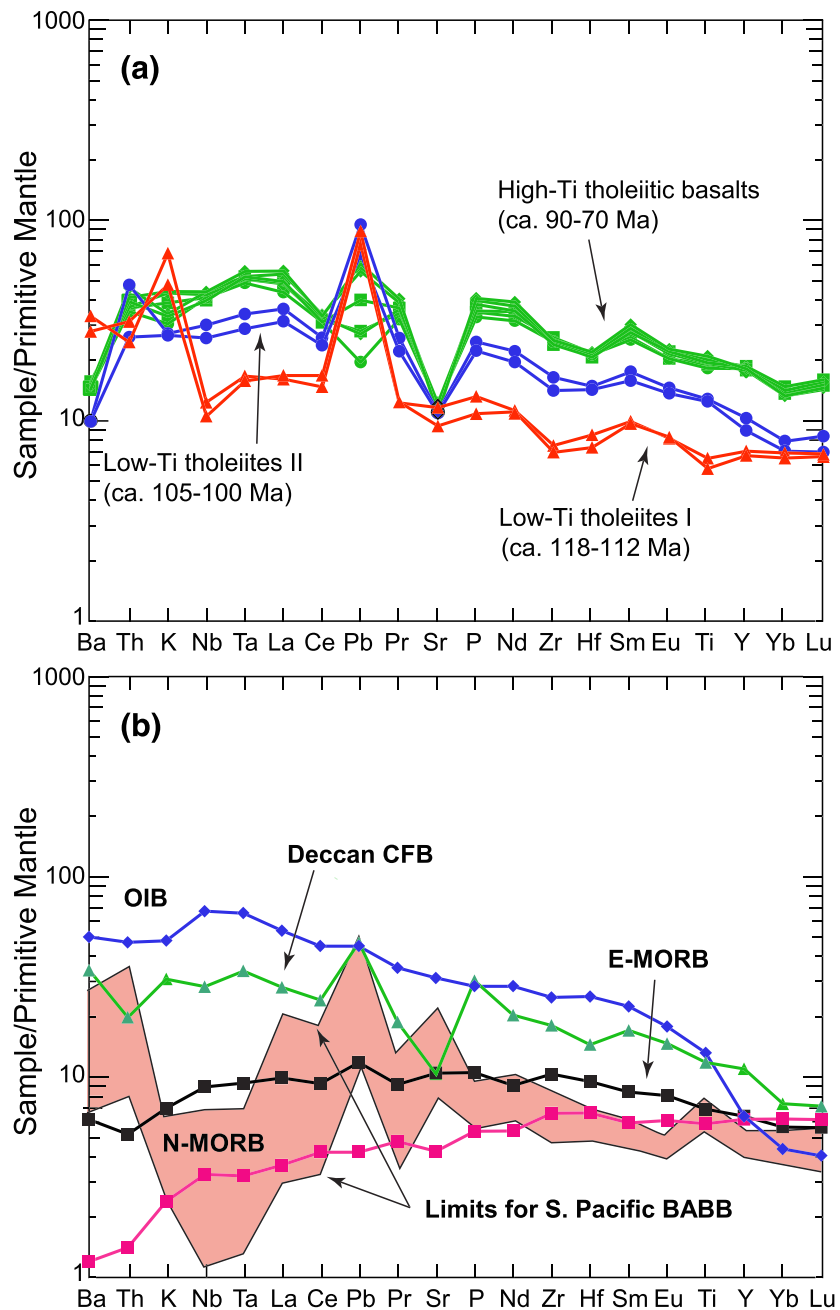 1000
(a)
High-Ti tholeiitic basalts
(ca. 90-70 Ma)
100
Sample/Primitive Mantle
10
Low-Ti tholeiites II
(ca. 105-100 Ma)
Low-Ti tholeiites I
(ca. 118-112 Ma)
1
Ba Th K Nb Ta La Ce Pb Pr Sr P Nd Zr Hf Sm Eu Ti Y Yb Lu
1000
(b)
Deccan CFB
100
OIB
E-MORB
Sample/Primitive Mantle
10
N-MORB
Limits for S. Pacific BABB
1
Ba Th K Nb Ta La Ce Pb Pr Sr P Nd Zr Hf Sm Eu Ti Y Yb Lu